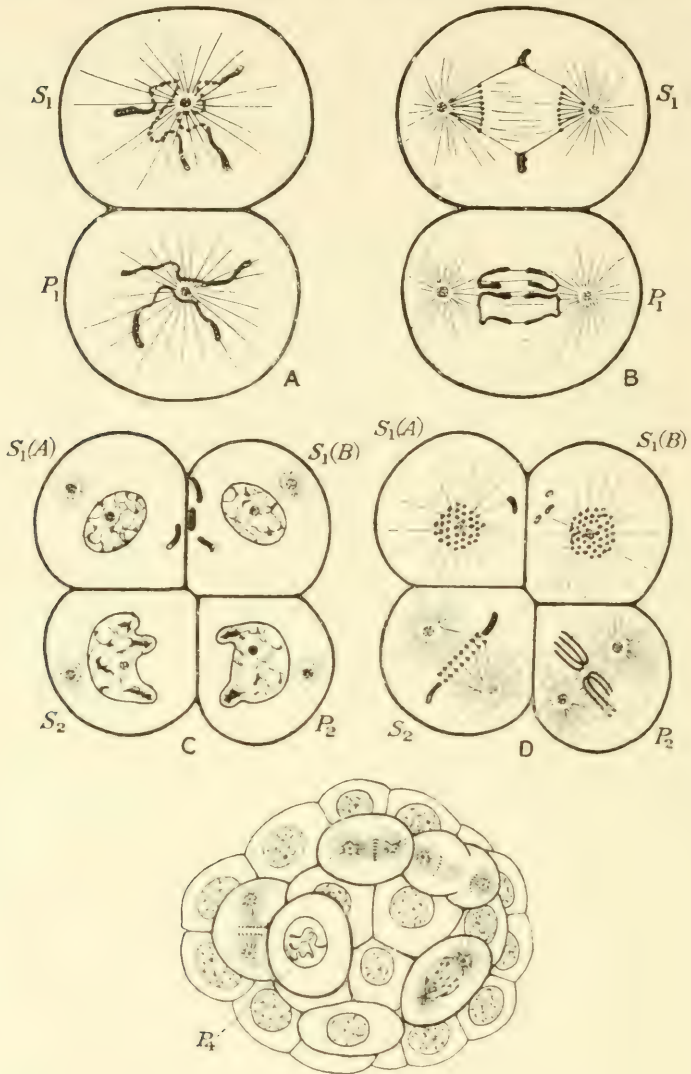 S₁ S₁
P₁ P₁
A B
S₁(A) S₁(B) S₁(A) S₁(B)
S₂ P₂ S₂ P₂
C D
P₄